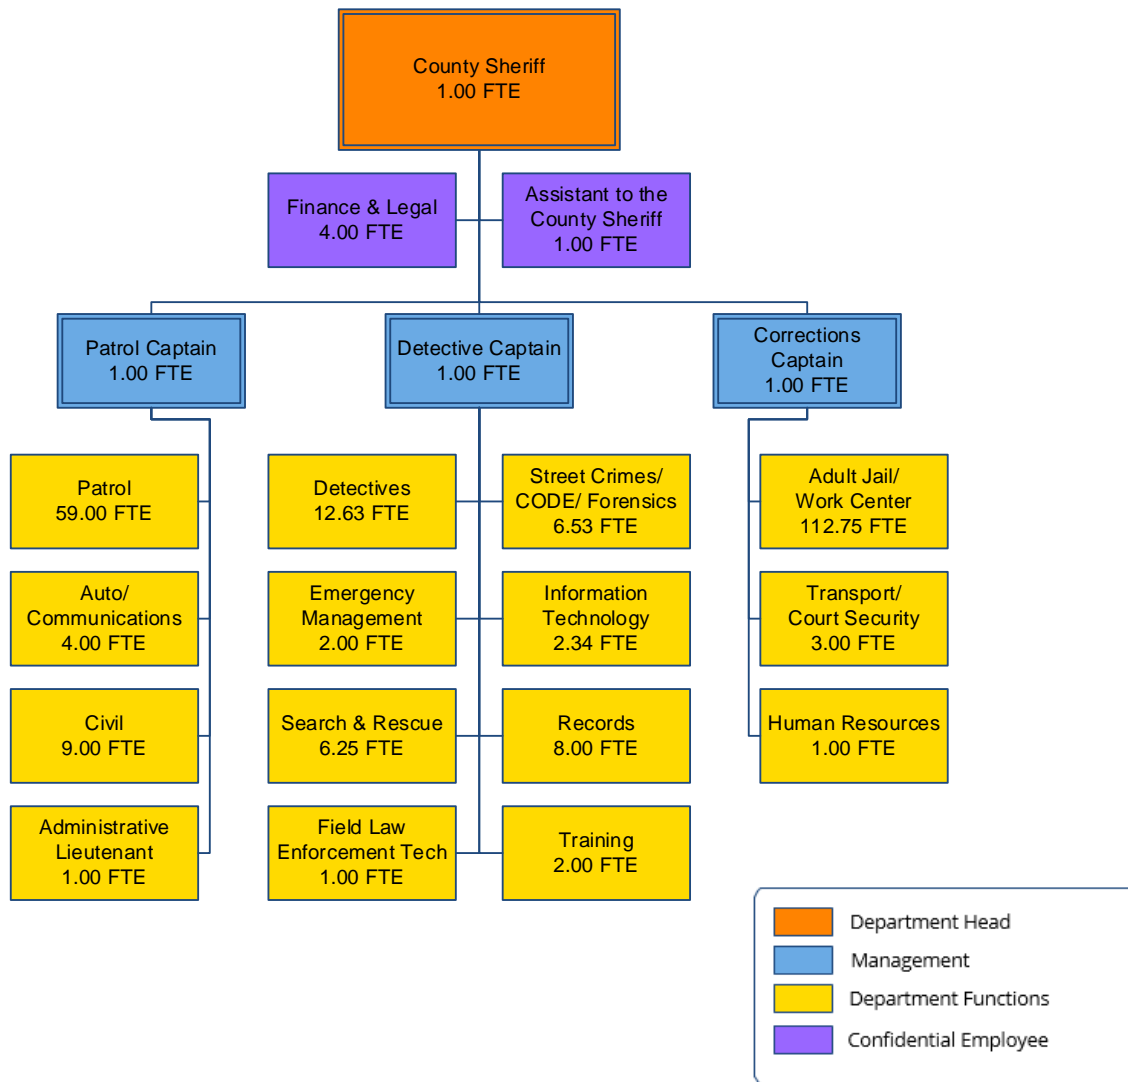 County Sheriff
1.00 FTE
Finance & Legal
4.00 FTE
Assistant to the
County Sheriff
1.00 FTE
Patrol Captain
1.00 FTE
Detective Captain
1.00 FTE
Corrections
Captain
1.00 FTE
Patrol
59.00 FTE
Auto/
Communications
4.00 FTE
Civil
9.00 FTE
Administrative
Lieutenant
1.00 FTE
Detectives
12.63 FTE
Street Crimes/
CODE/ Forensics
6.53 FTE
Emergency
Management
2.00 FTE
Information
Technology
2.34 FTE
Search & Rescue
6.25 FTE
Records
8.00 FTE
Field Law
Enforcement Tech
1.00 FTE
Training
2.00 FTE
Adult Jail/
Work Center
112.75 FTE
Transport/
Court Security
3.00 FTE
Human Resources
1.00 FTE
Department Head
Management
Department Functions
Confidential Employee